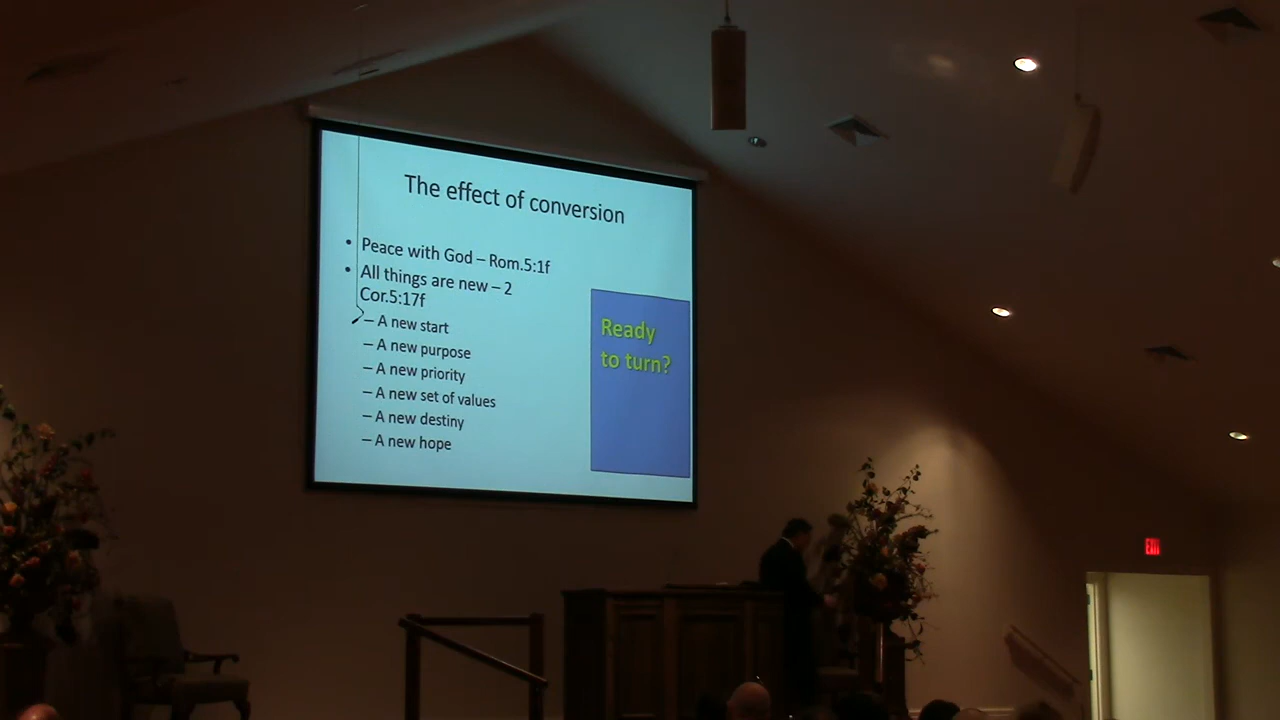 The effect of conversion
• Peace with God – Rom.5:1f
• All things are new – 2
Cor.5:17f
– A new start
– A new purpose
– A new priority
– A new set of values
– A new destiny
– A new hope
Ready
to turn?
EXIT